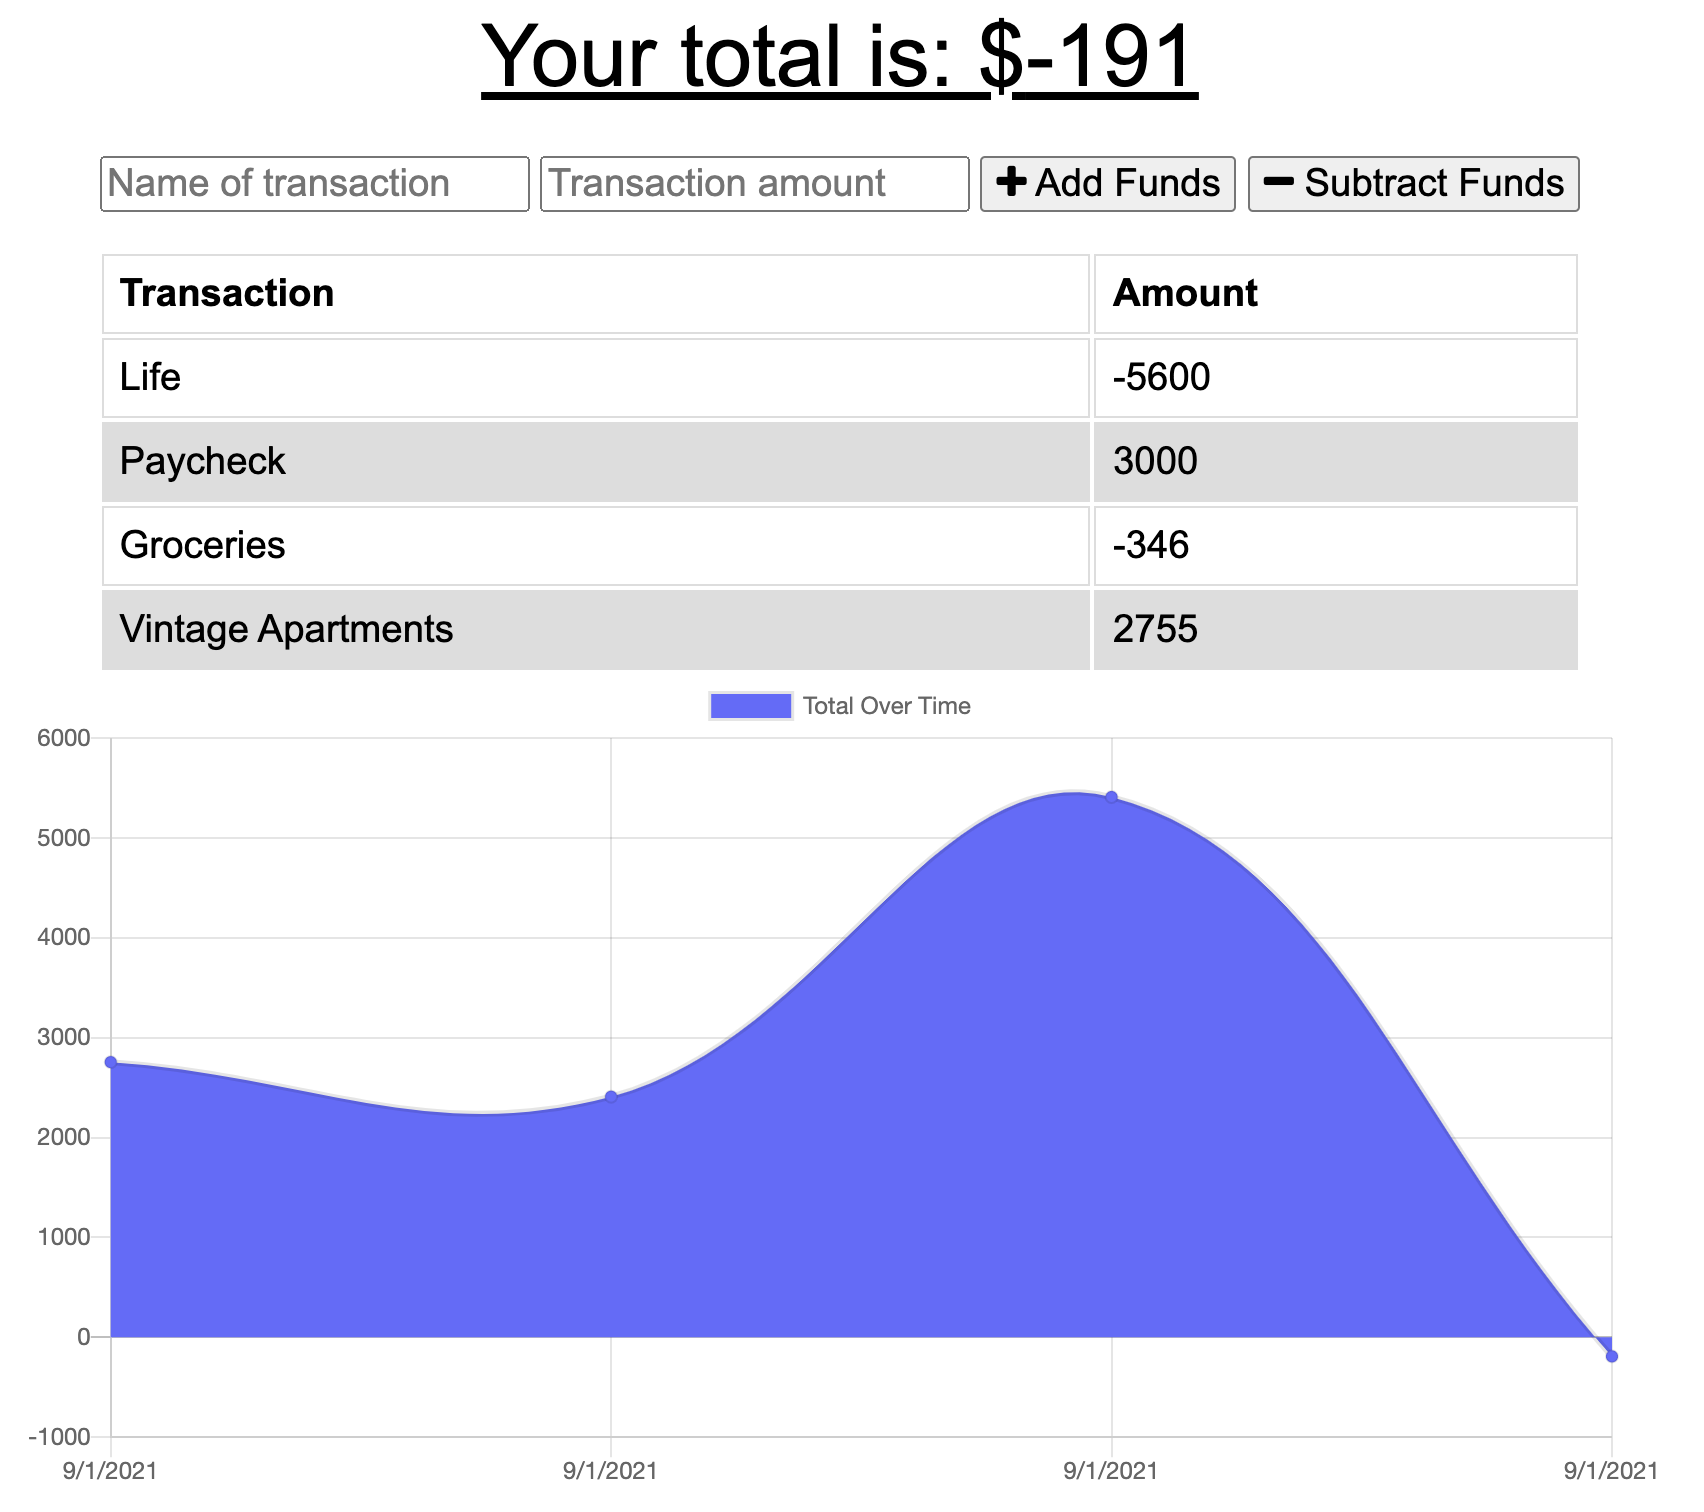 Your total is: $-191
Name of transaction Transaction amount Add Funds Subtract Funds
Transaction Amount
Life -5600
Paycheck 3000
Groceries -346
Vintage Apartments 2755
Total Over Time
6000
5000
4000
3000
2000
1000
0
-1000
9/1/2021 9/1/2021 9/1/2021 9/1/2021